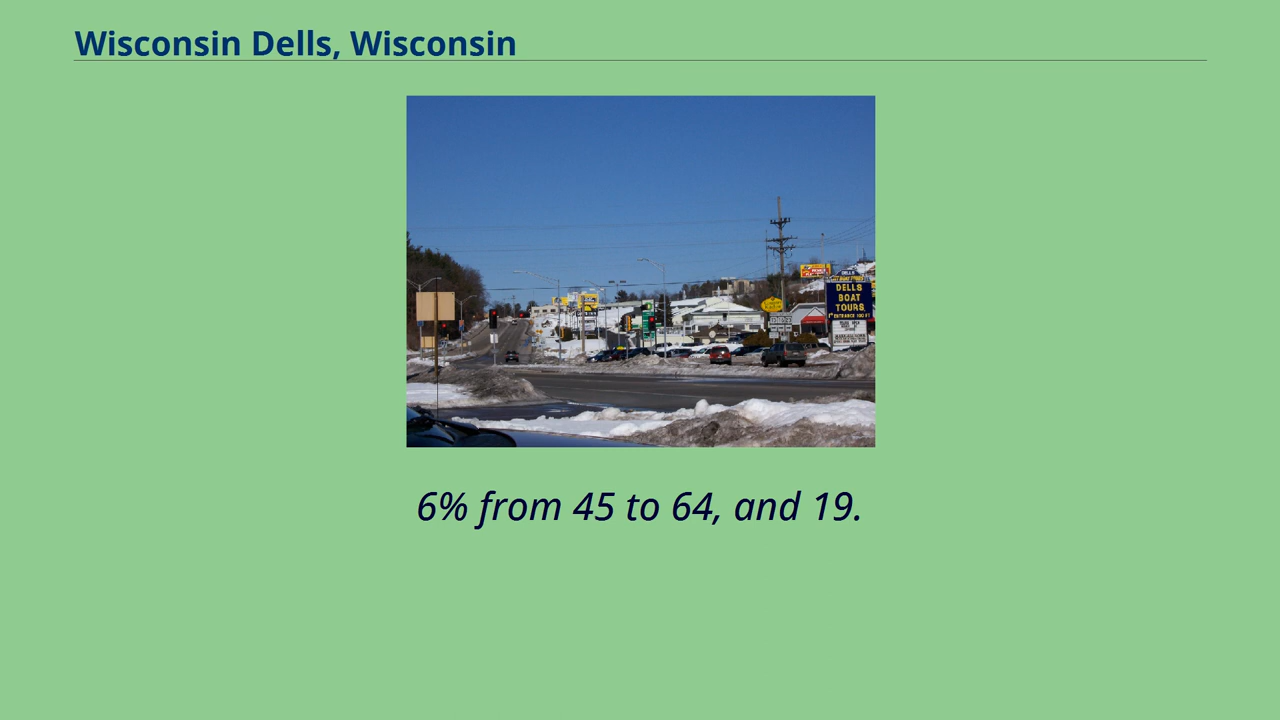 Wisconsin Dells, Wisconsin
DELLS
BOAT
TOURS
6% from 45 to 64, and 19.